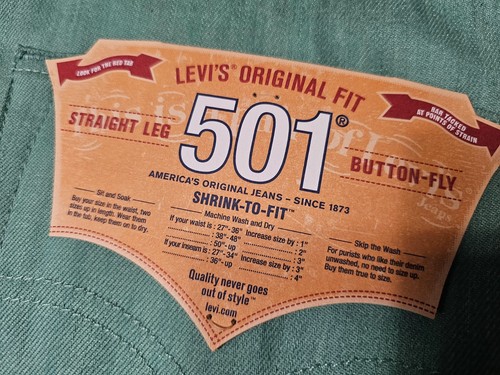 LOOK FOR THE RED TAB
LEVI'S® ORIGINAL FIT
BAR TACKED
AT POINTS OF STRAIN
STRAIGHT LEG
501®
BUTTON-FLY
AMERICA'S ORIGINAL JEANS – SINCE 1873
SHRINK-TO-FIT™
Sit and Soak
Buy your size in the waist, two
sizes up in length. Wear them
in the tub, keep them on to dry.
Machine Wash and Dry
If your waist is : 27"- 36" Increase size by : 1"
: 38"- 48" : 2"
: 50"- up : 3"
If your inseam is : 27"-34" Increase size by : 3"
: 36"- up : 4"
Skip the Wash
For purists who like their denim
unwashed, no need to size up.
Buy them true to size.
Quality never goes
out of style™
levi.com